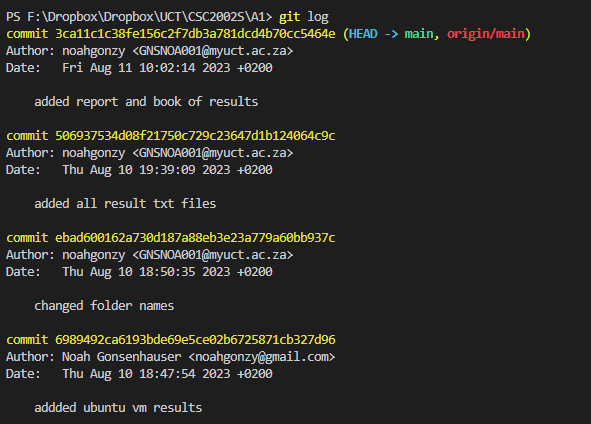 PS F:\Dropbox\Dropbox\UCT\CSC2002S\A1> git log
commit 3ca11c1c38fe156c2f7db3a781dcd4b70cc5464e (HEAD -> main, origin/main)
Author: noahgonzy <GNSNOA001@myuct.ac.za>
Date:   Fri Aug 11 10:02:14 2023 +0200
    added report and book of results
commit 506937534d08f21750c729c23647d1b124064c9c
Author: noahgonzy <GNSNOA001@myuct.ac.za>
Date:   Thu Aug 10 19:39:09 2023 +0200
    added all result txt files
commit ebad600162a730d187a88eb3e23a779a60bb937c
Author: noahgonzy <GNSNOA001@myuct.ac.za>
Date:   Thu Aug 10 18:50:35 2023 +0200
    changed folder names
commit 6989492ca6193bde69e5ce02b6725871cb327d96
Author: Noah Gonsenhauser <noahgonzy@gmail.com>
Date:   Thu Aug 10 18:47:54 2023 +0200
    addded ubuntu vm results